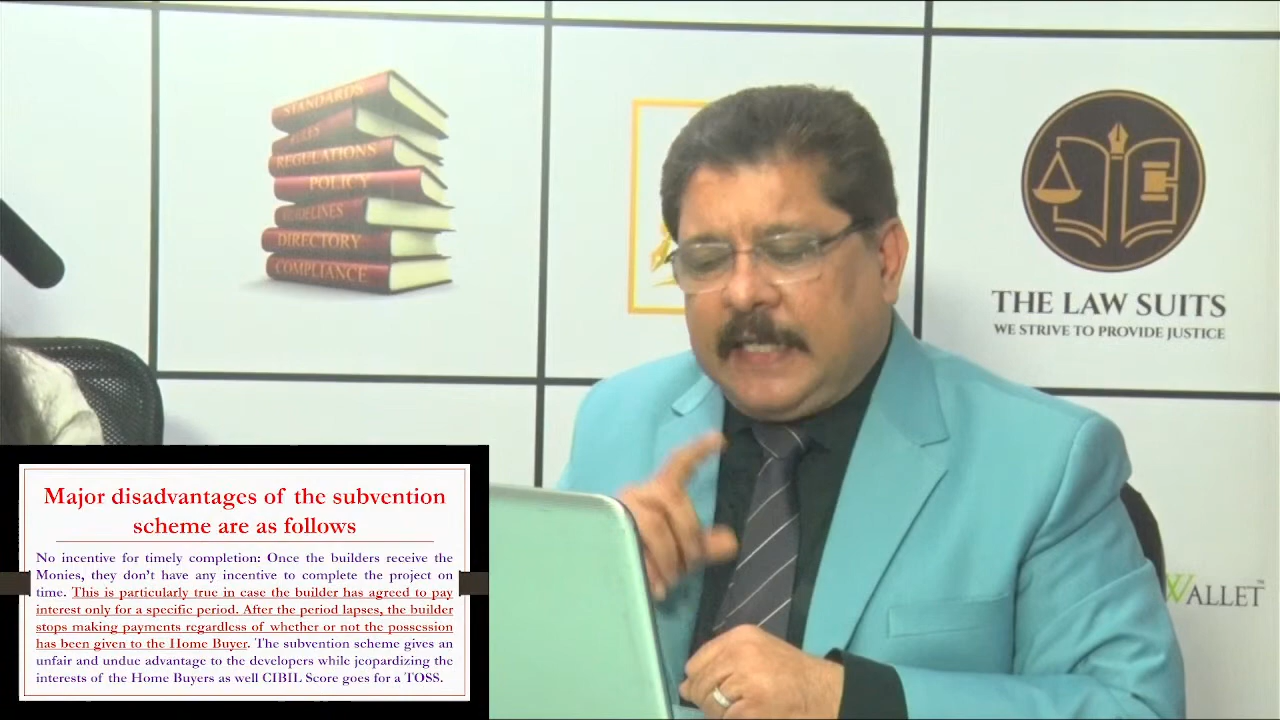 STANDARDS
REGULATIONS
POLICY
DIRECTORY
COMPLIANCE
THE LAW SUITS
WE STRIVE TO PROVIDE JUSTICE
WALLET™
Major disadvantages of the subvention
scheme are as follows
No incentive for timely completion: Once the builders receive the
Monies, they don't have any incentive to complete the project on
time. This is particularly true in case the builder has agreed to pay
interest only for a specific period. After the period lapses, the builder
stops making payments regardless of whether or not the possession
has been given to the Home Buyer. The subvention scheme gives an
unfair and undue advantage to the developers while jeopardizing the
interests of the Home Buyers as well CIBIL Score goes for a TOSS.